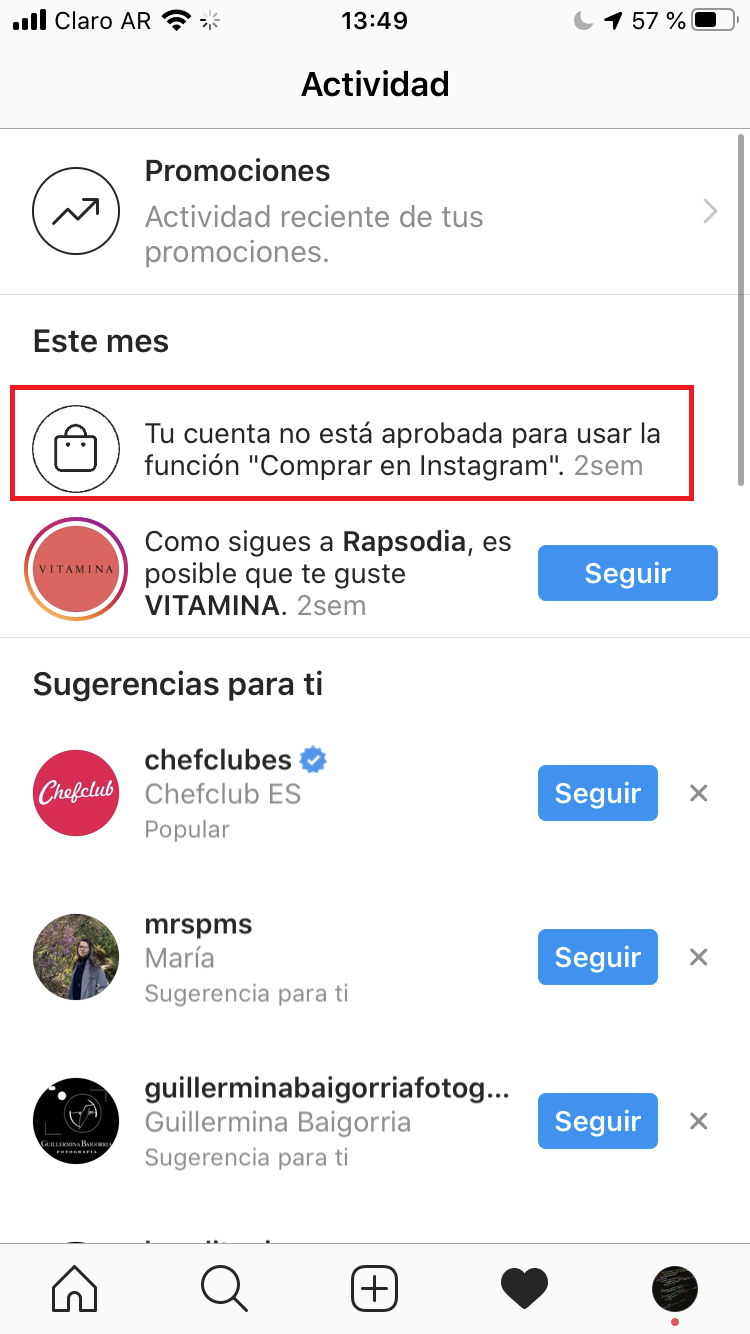 Claro AR
13:49
57 %
Actividad
Promociones
Actividad reciente de tus
promociones.
Este mes
Tu cuenta no está aprobada para usar la
función "Comprar en Instagram". 2sem
VITAMINA
Como sigues a Rapsodia, es
posible que te guste
VITAMINA. 2sem
Seguir
Sugerencias para ti
Chefclub
chefclubes
Chefclub ES
Popular
Seguir
mrspms
María
Sugerencia para ti
Seguir
GUILLERMINA BAIGORRIA
FOTOGRAFIA
guillerminabaigorriafotog...
Guillermina Baigorria
Sugerencia para ti
Seguir